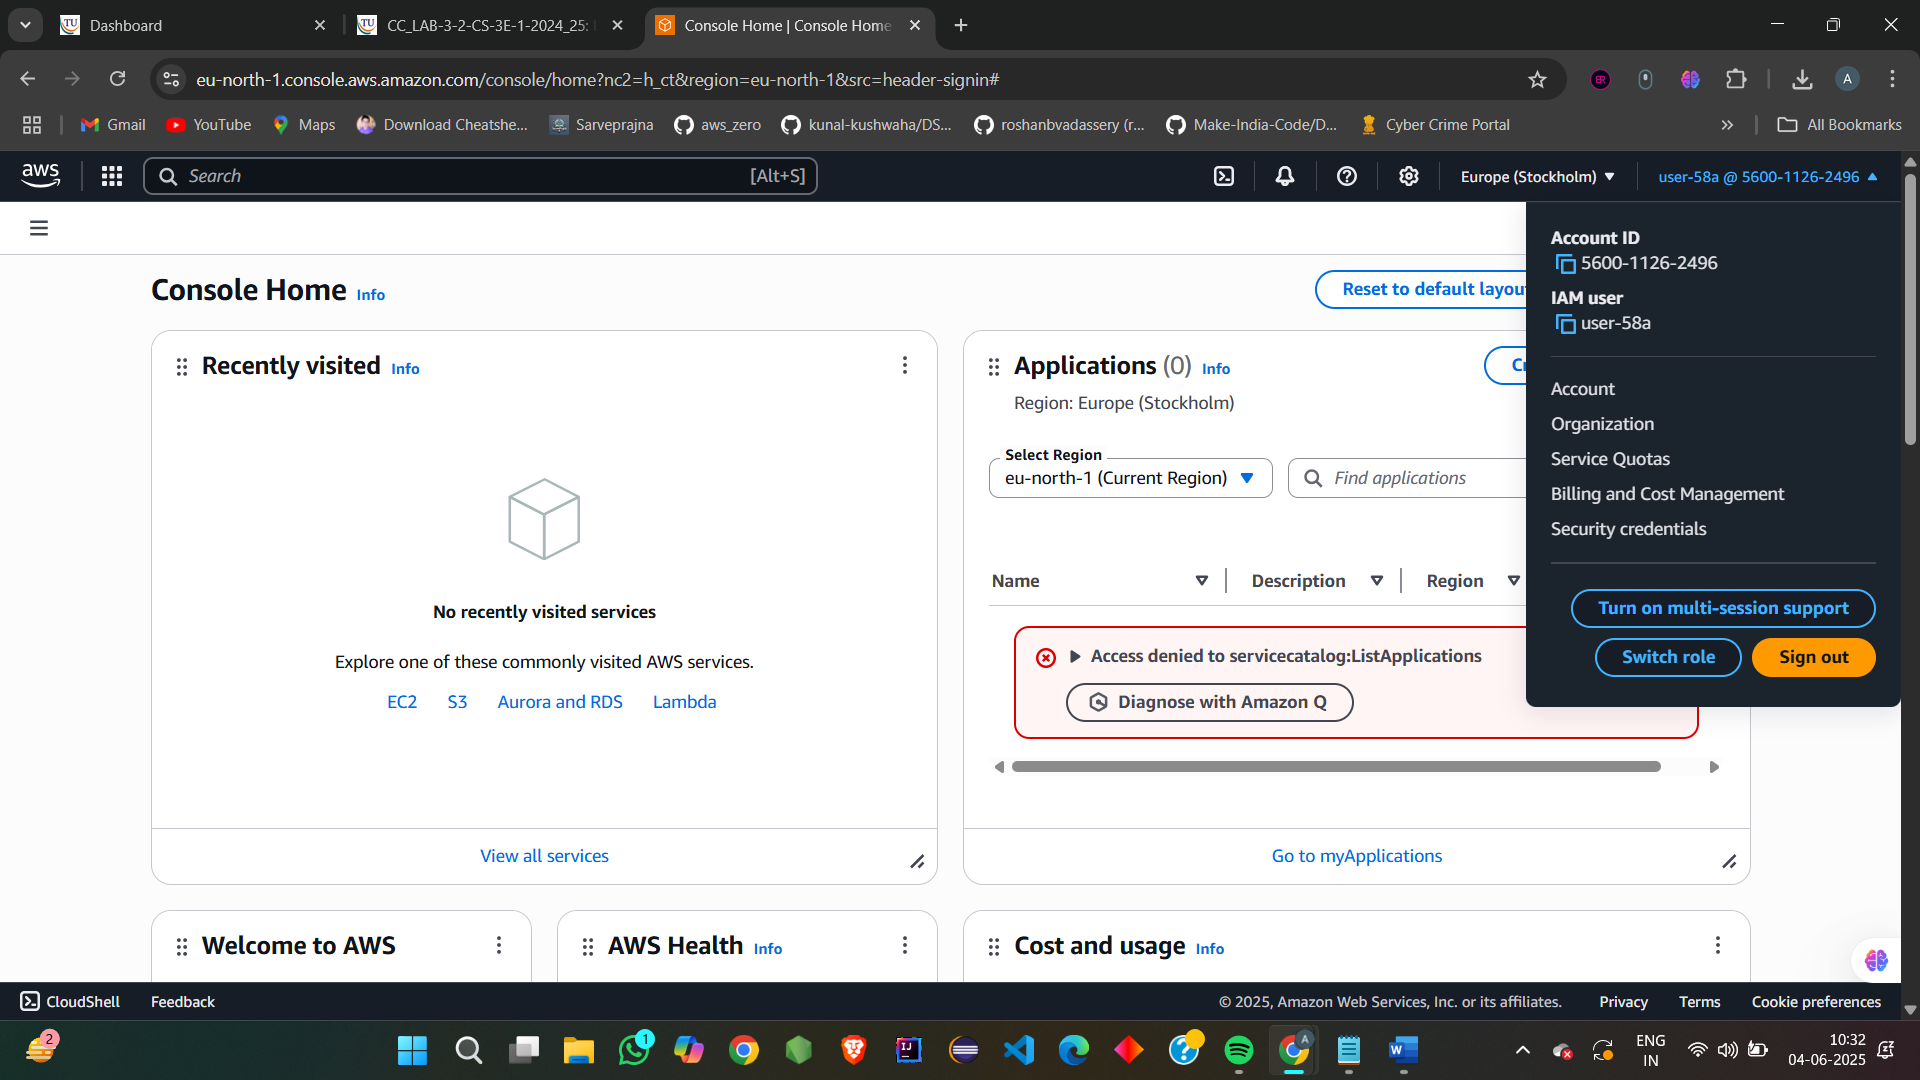 Dashboard
CC_LAB-3-2-CS-3E-1-2024_25:
Console Home | Console Home
eu-north-1.console.aws.amazon.com/console/home?nc2=h_ct&region=eu-north-1&src=header-signin#
A
Gmail
YouTube
Maps
Download Cheatshe...
Sarveprajna
aws_zero
kunal-kushwaha/DS...
roshanbvadassery (r...
Make-India-Code/D...
Cyber Crime Portal
All Bookmarks
aws
Search
[Alt+S]
Europe (Stockholm)
user-58a @ 5600-1126-2496
Account ID
5600-1126-2496
IAM user
user-58a
Account
Organization
Service Quotas
Billing and Cost Management
Security credentials
Turn on multi-session support
Switch role
Sign out
Console Home Info
Reset to default layou
Recently visited Info
No recently visited services
Explore one of these commonly visited AWS services.
EC2
S3
Aurora and RDS
Lambda
View all services
Applications (0) Info
Region: Europe (Stockholm)
Select Region
eu-north-1 (Current Region)
Find applications
Name
Description
Region
Access denied to servicecatalog:ListApplications
Diagnose with Amazon Q
Go to myApplications
Welcome to AWS
AWS Health Info
Cost and usage Info
CloudShell
Feedback
© 2025, Amazon Web Services, Inc. or its affiliates.
Privacy
Terms
Cookie preferences
2
1
ENG
IN
10:32
04-06-2025